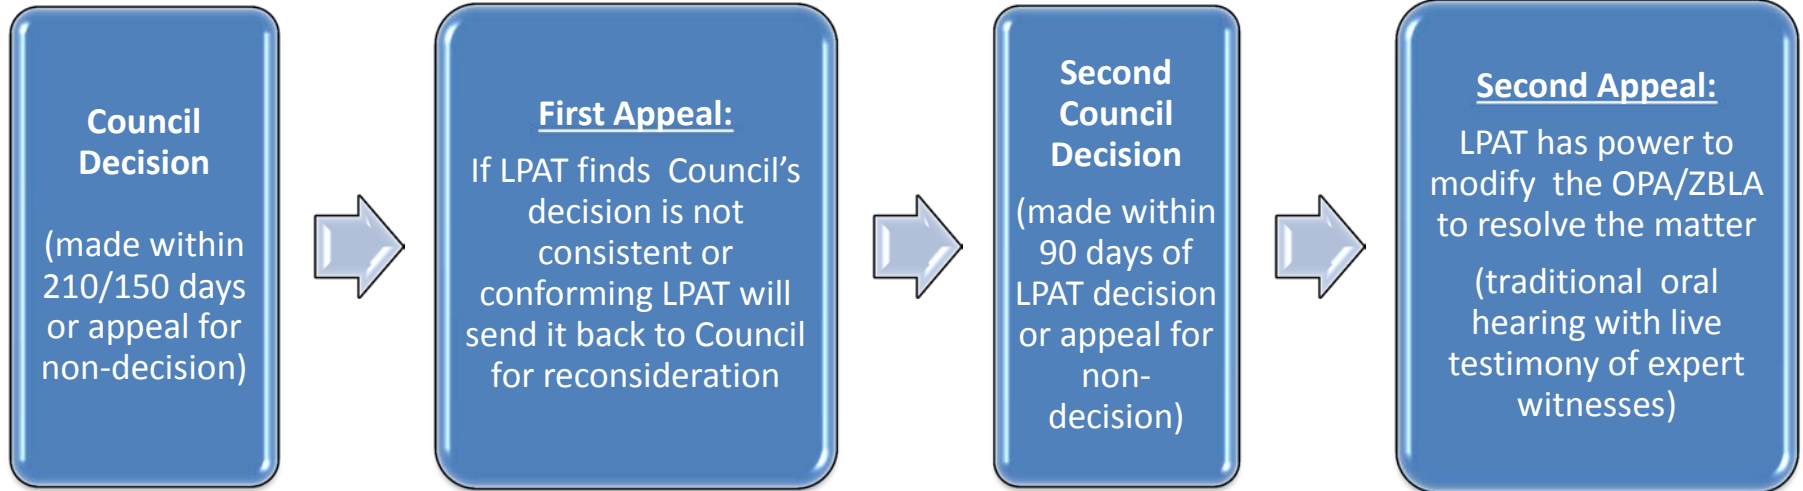 Council
Decision
(made within
210/150 days
or appeal for
non-decision)
First Appeal:
If LPAT finds  Council's
decision is not
consistent or
conforming LPAT will
send it back to Council
for reconsideration
Second
Council
Decision
(made within
90 days of
LPAT decision
or appeal for
non-
decision)
Second Appeal:
LPAT has power to
modify  the OPA/ZBLA
to resolve the matter
(traditional  oral
hearing with live
testimony of expert
witnesses)